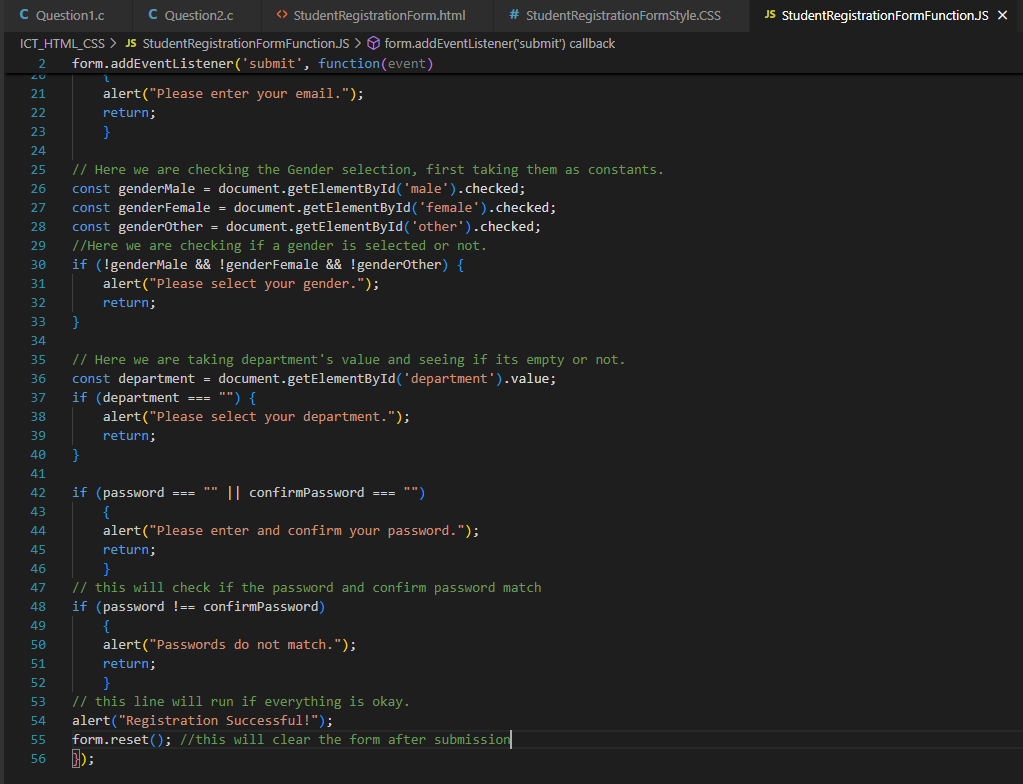 Question1.c Question2.c StudentRegistrationForm.html StudentRegistrationFormStyle.CSS StudentRegistrationFormFunction.JS
ICT_HTML_CSS > JS StudentRegistrationFormFunction.JS > form.addEventListener('submit') callback
2 form.addEventListener('submit', function(event)
20 {
21 alert("Please enter your email.");
22 return;
23 }
24
25 // Here we are checking the Gender selection, first taking them as constants.
26 const genderMale = document.getElementById('male').checked;
27 const genderFemale = document.getElementById('female').checked;
28 const genderOther = document.getElementById('other').checked;
29 //Here we are checking if a gender is selected or not.
30 if (!genderMale && !genderFemale && !genderOther) {
31 alert("Please select your gender.");
32 return;
33 }
34
35 // Here we are taking department's value and seeing if its empty or not.
36 const department = document.getElementById('department').value;
37 if (department === "") {
38 alert("Please select your department.");
39 return;
40 }
41
42 if (password === "" || confirmPassword === "")
43 {
44 alert("Please enter and confirm your password.");
45 return;
46 }
47 // this will check if the password and confirm password match
48 if (password !== confirmPassword)
49 {
50 alert("Passwords do not match.");
51 return;
52 }
53 // this line will run if everything is okay.
54 alert("Registration Successful!");
55 form.reset(); //this will clear the form after submission
56 });